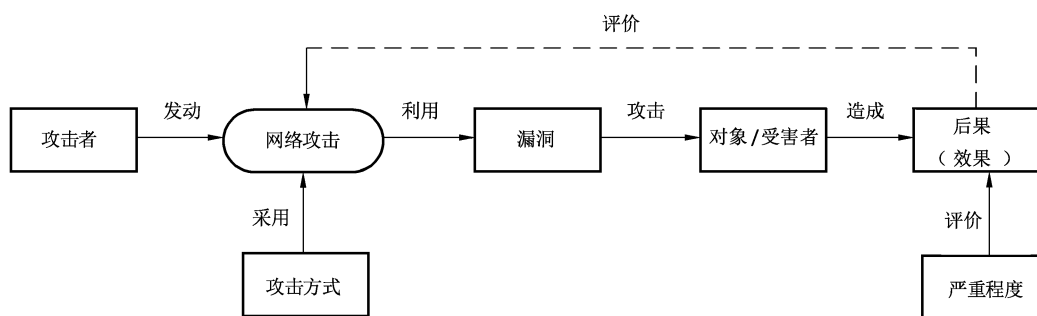 评价
发动
利用
攻击
造成
攻击者
网络攻击
漏洞
对象/受害者
后果
（效果）
采用
评价
攻击方式
严重程度